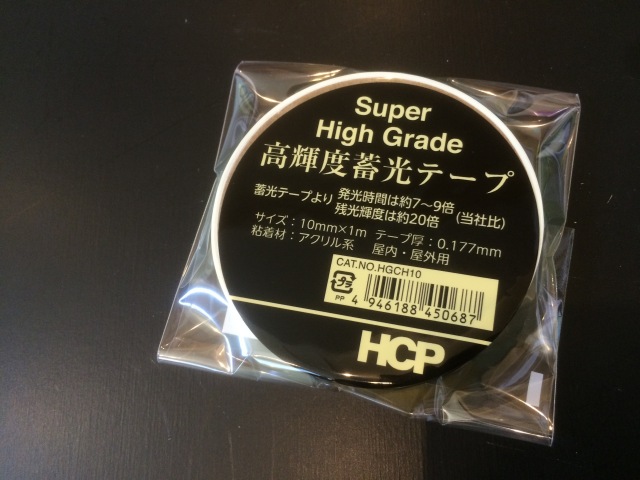 Super
High Grade
高輝度蓄光テープ
蓄光テープより 発光時間は約7〜9倍 (当社比)
残光輝度は約20倍
サイズ：10mm×1m テープ厚：0.177mm
粘着材：アクリル系 屋内・屋外用
CAT.NO.HGCH10
プラ
PP
4 946188 450687
HCP